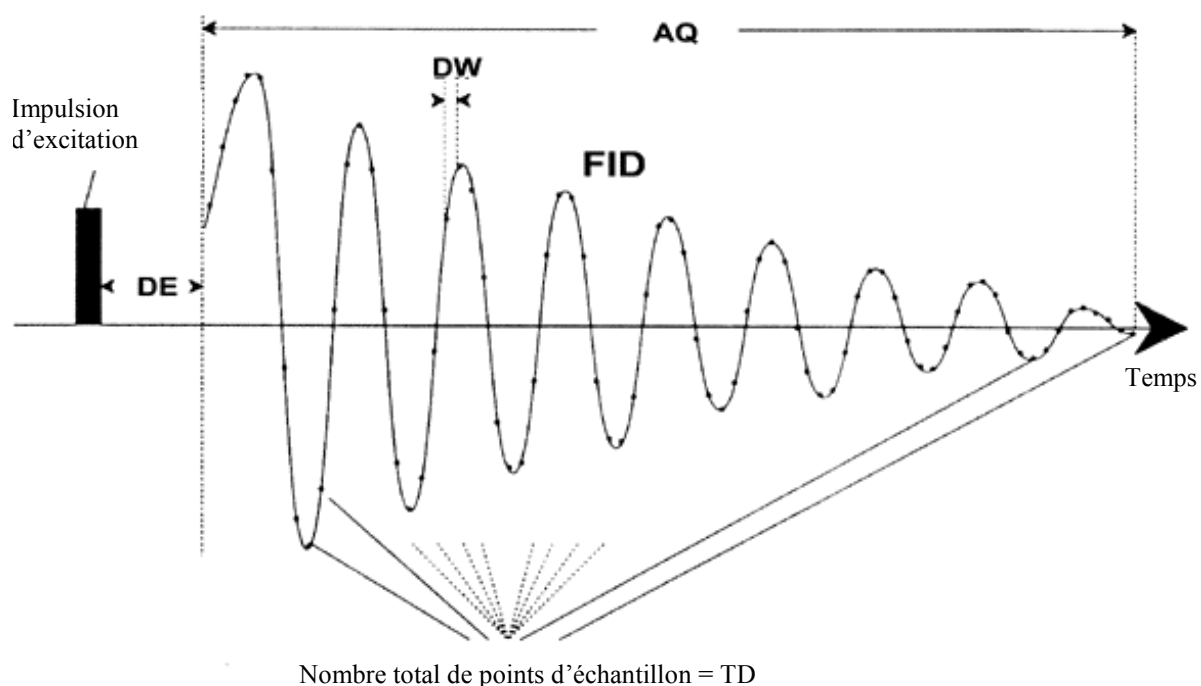 AQ
DW
Impulsion
d’excitation
FID
DE
Temps
Nombre total de points d’échantillon = TD